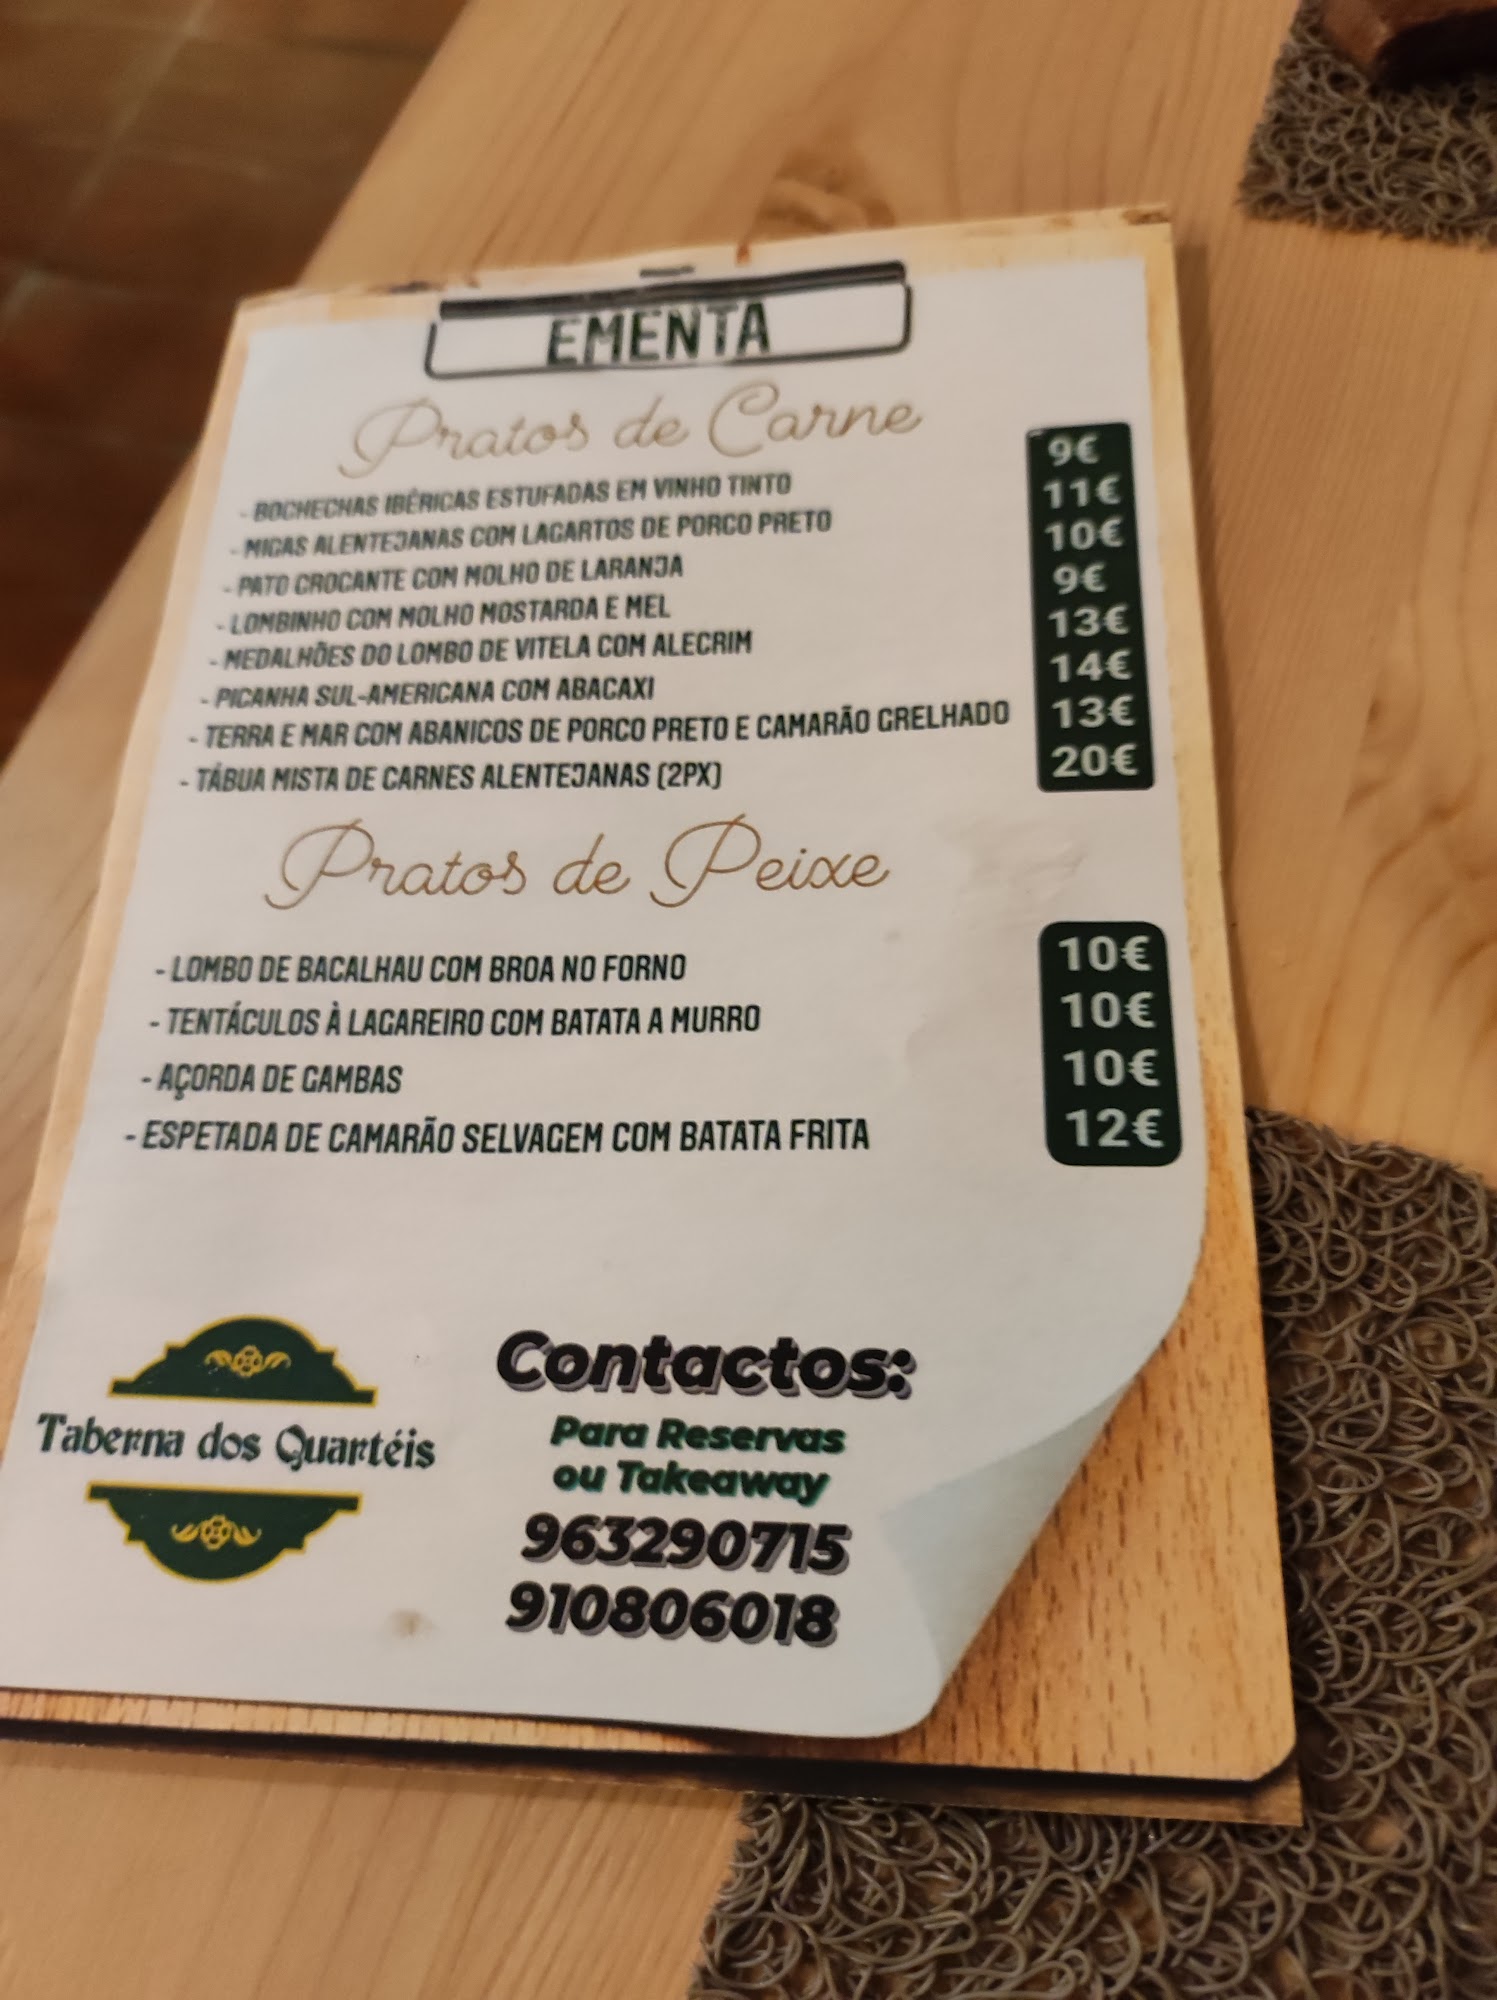 EMENTA
Pratos de Carne
- BOCHECHAS IBÉRICAS ESTUFADAS EM VINHO TINTO 9€
- MIGAS ALENTEJANAS COM LAGARTOS DE PORCO PRETO 11€
- PATO CROCANTE COM MOLHO DE LARANJA 10€
- LOMBINHO COM MOLHO MOSTARDA E MEL 9€
- MEDALHÕES DO LOMBO DE VITELA COM ALECRIM 13€
- PICANHA SUL-AMERICANA COM ABACAXI 14€
- TERRA E MAR COM ABANICOS DE PORCO PRETO E CAMARÃO GRELHADO 13€
- TÁBUA MISTA DE CARNES ALENTEJANAS (2PX) 20€
Pratos de Peixe
- LOMBO DE BACALHAU COM BROA NO FORNO 10€
- TENTÁCULOS À LAGAREIRO COM BATATA A MURRO 10€
- AÇORDA DE GAMBAS 10€
- ESPETADA DE CAMARÃO SELVAGEM COM BATATA FRITA 12€
Taberna dos Quartéis
Contactos:
Para Reservas
ou Takeaway
963290715
910806018